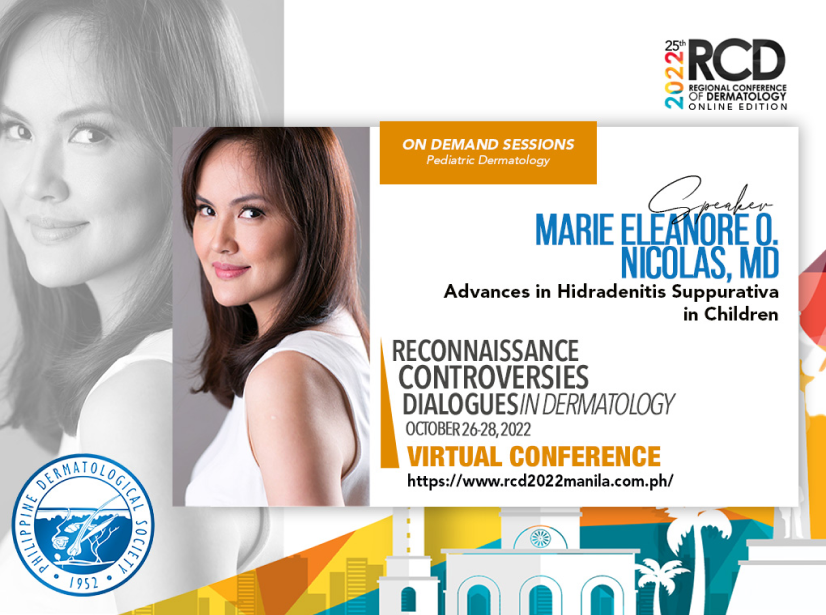 25th
2022
RCD
REGIONAL CONFERENCE
OF DERMATOLOGY
ONLINE EDITION
ON DEMAND SESSIONS
Pediatric Dermatology
Speaker
MARIE ELEANORE O.
NICOLAS, MD
Advances in Hidradenitis Suppurativa
in Children
RECONNAISSANCE
CONTROVERSIES
DIALOGUES IN DERMATOLOGY
OCTOBER 26-28, 2022
VIRTUAL CONFERENCE
https://www.rcd2022manila.com.ph/
PHILIPPINE DERMATOLOGICAL SOCIETY
• 1952 •